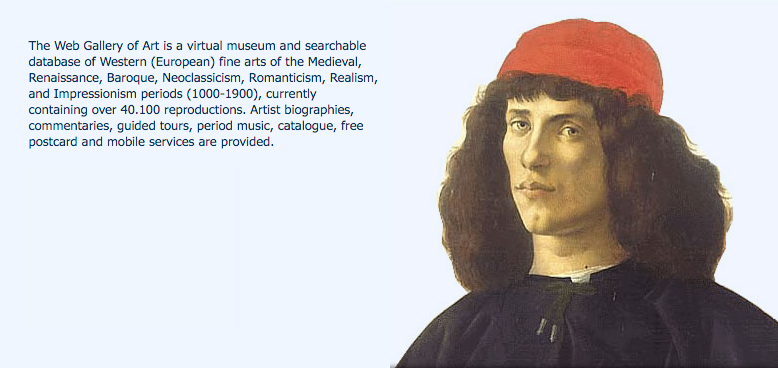 The Web Gallery of Art is a virtual museum and searchable
database of Western (European) fine arts of the Medieval,
Renaissance, Baroque, Neoclassicism, Romanticism, Realism,
and Impressionism periods (1000-1900), currently
containing over 40.100 reproductions. Artist biographies,
commentaries, guided tours, period music, catalogue, free
postcard and mobile services are provided.